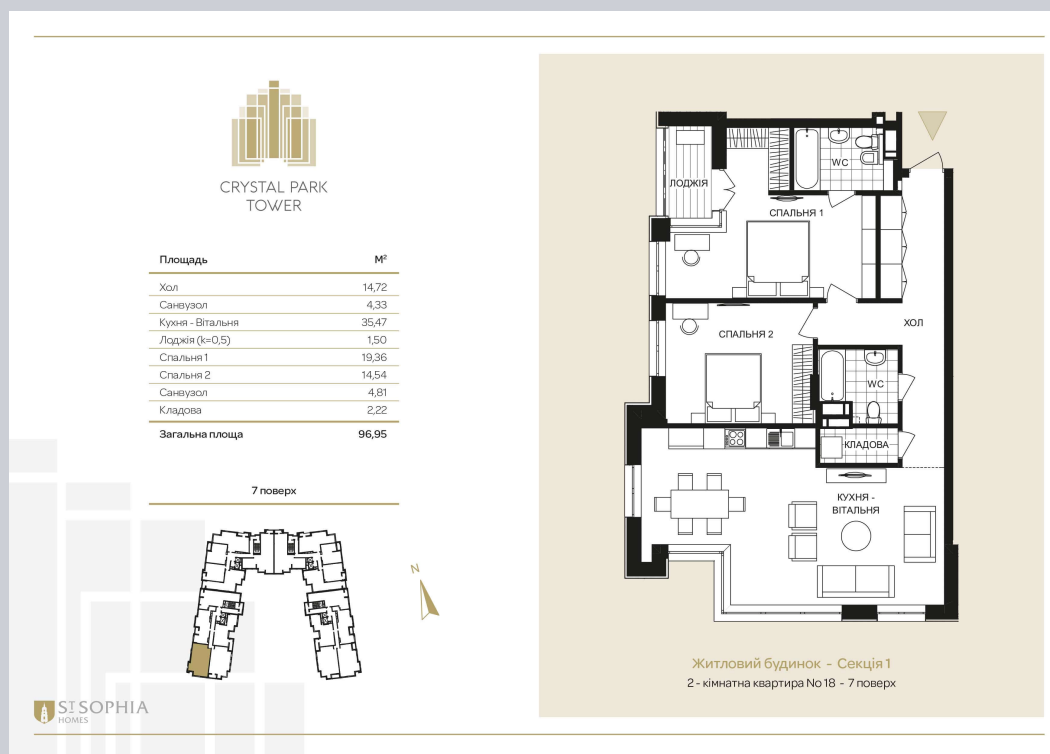 CRYSTAL PARK
TOWER
Площадь М²
Хол 14,72
Санвузол 4,33
Кухня - Вітальня 35,47
Лоджія (k=0,5) 1,50
Спальня 1 19,36
Спальня 2 14,54
Санвузол 4,81
Кладова 2,22
Загальна площа 96,95
7 поверх
N
ST SOPHIA
HOMES
WC
ЛОДЖІЯ
СПАЛЬНЯ 1
ХОЛ
СПАЛЬНЯ 2
WC
КЛАДОВА
КУХНЯ -
ВІТАЛЬНЯ
Житловий будинок - Секція 1
2 - кімнатна квартира No 18 - 7 поверх